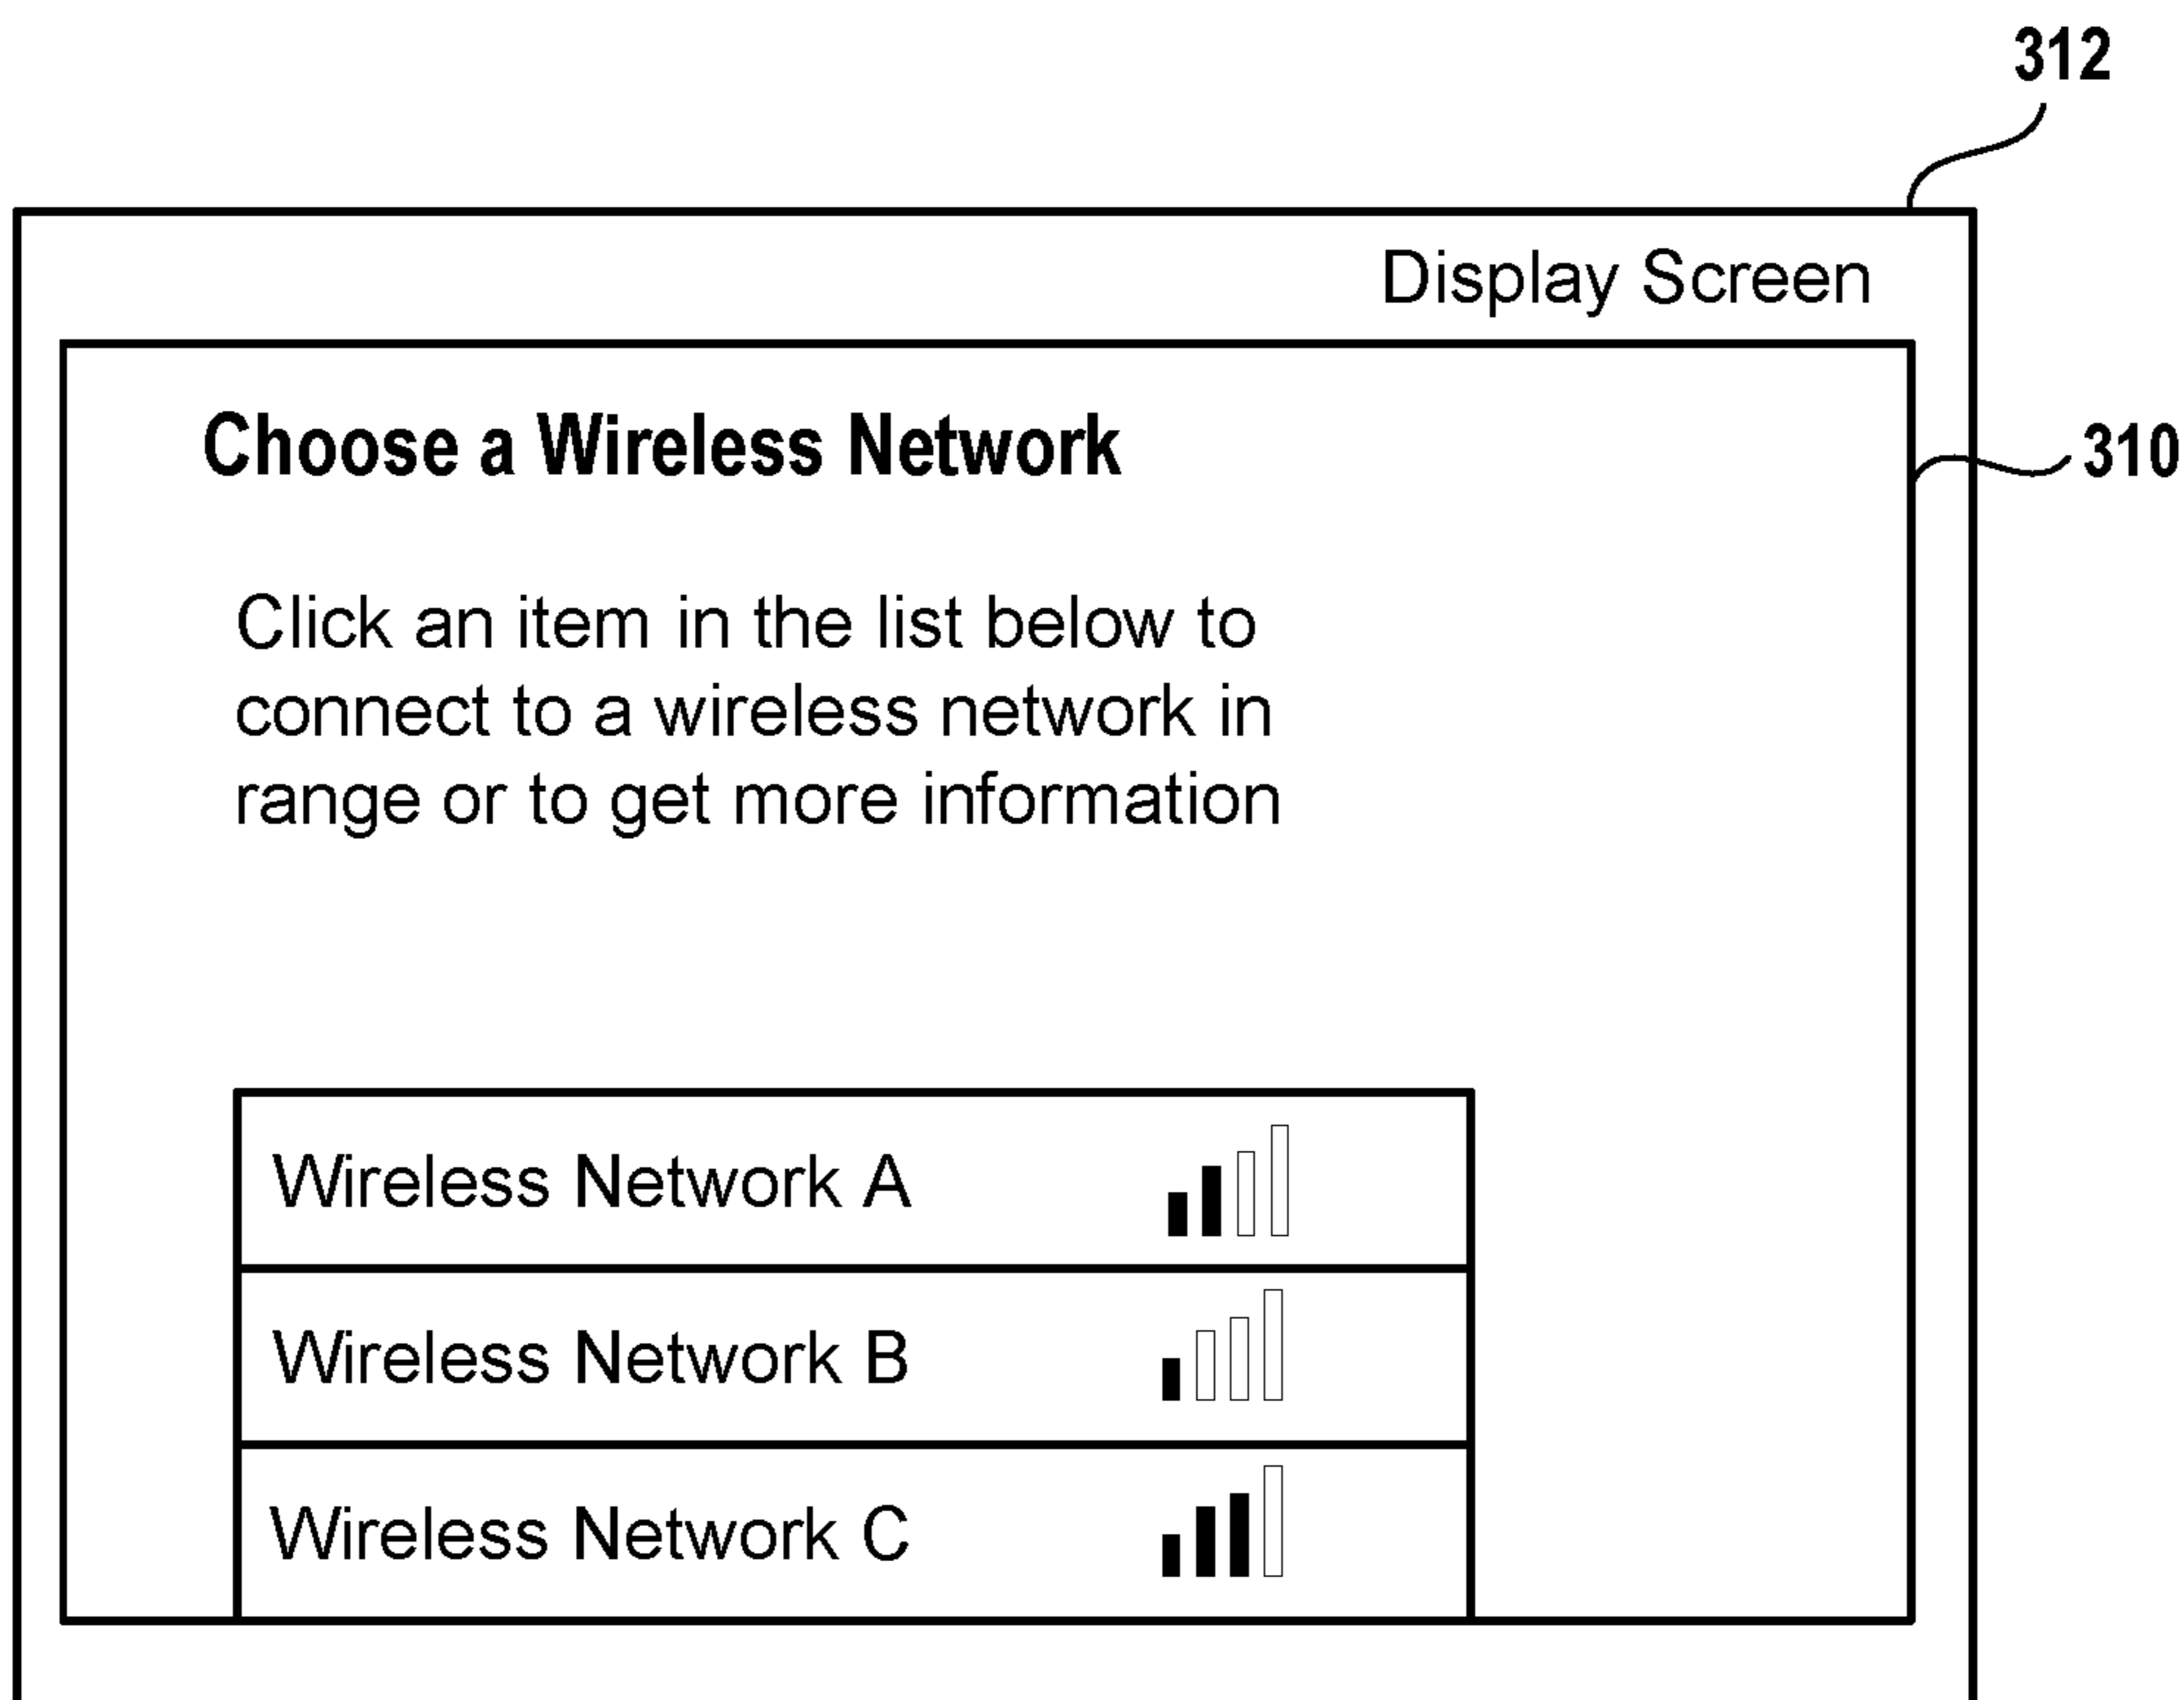 312
Display Screen
Choose a Wireless Network
310
Click an item in the list below to
connect to a wireless network in
range or to get more information
Wireless Network A
Wireless Network B
Wireless Network C